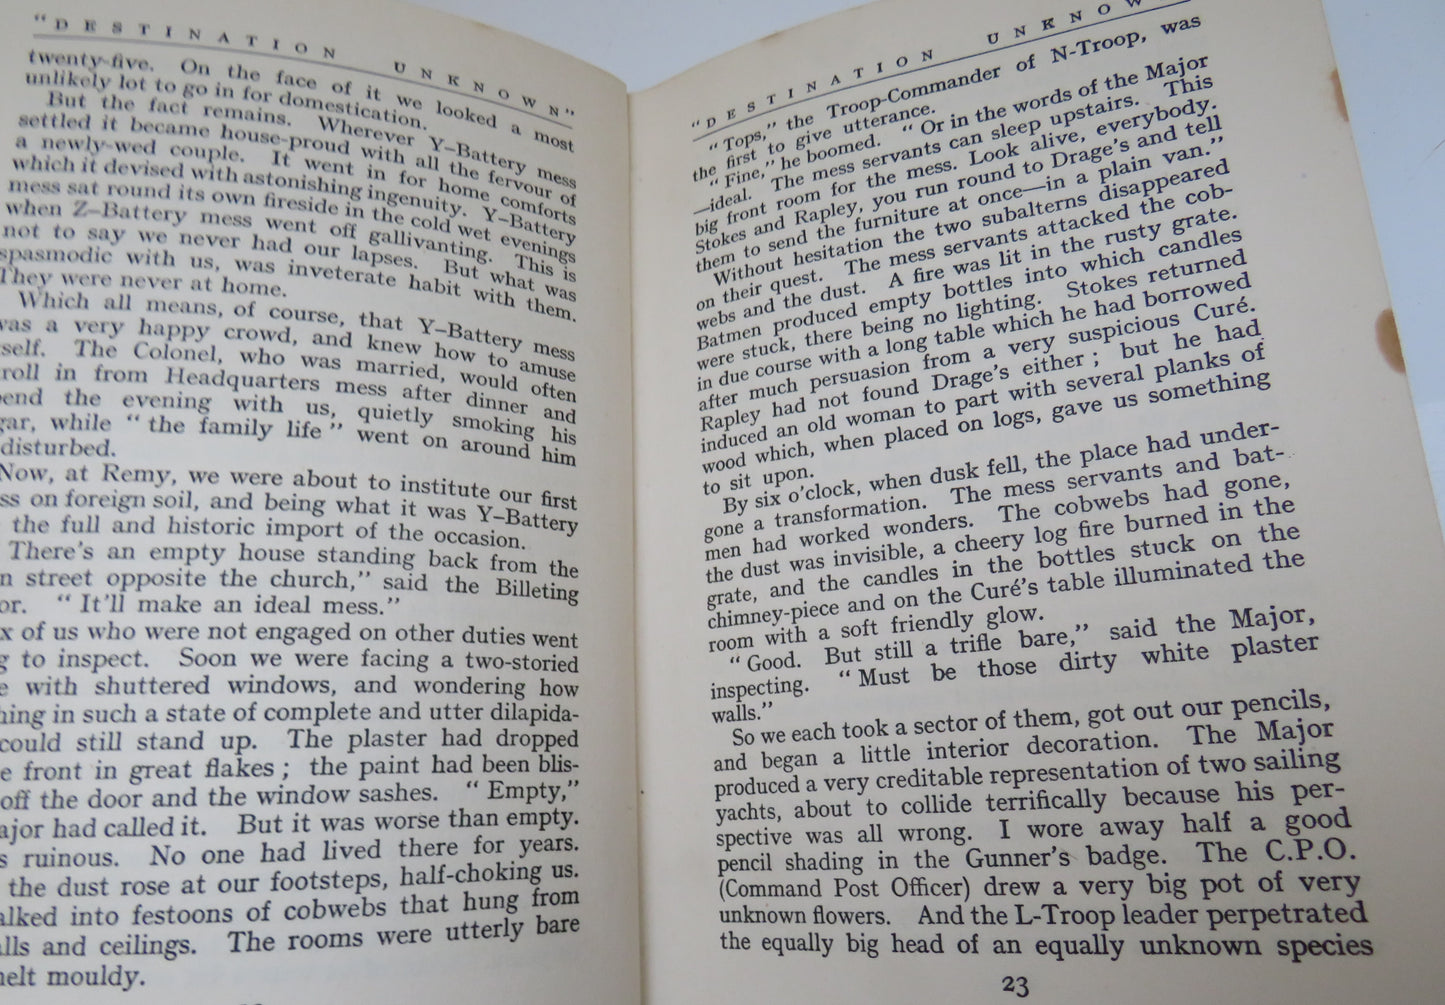 "DESTINATION UNKNOWN"
twenty-five. On the face of it we looked a most
unlikely lot to go in for domestication.
But the fact remains. Wherever Y-Battery mess
settled it became house-proud with all the fervour of
a newly-wed couple. It went in for home comforts
which it devised with astonishing ingenuity. Y-Battery
mess sat round its own fireside in the cold wet evenings
when Z-Battery mess went off gallivanting. This is
not to say we never had our lapses. But what was
spasmodic with us, was inveterate habit with them.
They were never at home.
Which all means, of course, that Y-Battery mess
was a very happy crowd, and knew how to amuse
self. The Colonel, who was married, would often
roll in from Headquarters mess after dinner and
end the evening with us, quietly smoking his
gar, while "the family life" went on around him
disturbed.
Now, at Remy, we were about to institute our first
ss on foreign soil, and being what it was Y-Battery
the full and historic import of the occasion.
There's an empty house standing back from the
n street opposite the church," said the Billeting
or. "It'll make an ideal mess."
x of us who were not engaged on other duties went
g to inspect. Soon we were facing a two-storied
e with shuttered windows, and wondering how
hing in such a state of complete and utter dilapida-
could still stand up. The plaster had dropped
e front in great flakes; the paint had been blis-
off the door and the window sashes. "Empty,"
ajor had called it. But it was worse than empty.
s ruinous. No one had lived there for years.
the dust rose at our footsteps, half-choking us.
alked into festoons of cobwebs that hung from
alls and ceilings. The rooms were utterly bare
melt mouldy.
"DESTINATION UNKNOW
"Tops," the Troop-Commander of N-Troop, was
the first to give utterance.
"Fine," he boomed. "Or in the words of the Major
—ideal. The mess servants can sleep upstairs. This
big front room for the mess. Look alive, everybody.
Stokes and Rapley, you run round to Drage's and tell
them to send the furniture at once—in a plain van."
Without hesitation the two subalterns disappeared
on their quest. The mess servants attacked the cob-
webs and the dust. A fire was lit in the rusty grate.
Batmen produced empty bottles into which candles
were stuck, there being no lighting. Stokes returned
in due course with a long table which he had borrowed
after much persuasion from a very suspicious Curé.
Rapley had not found Drage's either; but he had
induced an old woman to part with several planks of
wood which, when placed on logs, gave us something
to sit upon.
By six o'clock, when dusk fell, the place had under-
gone a transformation. The mess servants and bat-
men had worked wonders. The cobwebs had gone,
the dust was invisible, a cheery log fire burned in the
grate, and the candles in the bottles stuck on the
chimney-piece and on the Curé's table illuminated the
room with a soft friendly glow.
"Good. But still a trifle bare," said the Major,
inspecting. "Must be those dirty white plaster
walls."
So we each took a sector of them, got out our pencils,
and began a little interior decoration. The Major
produced a very creditable representation of two sailing
yachts, about to collide terrifically because his per-
spective was all wrong. I wore away half a good
pencil shading in the Gunner's badge. The C.P.O.
(Command Post Officer) drew a very big pot of very
unknown flowers. And the L-Troop leader perpetrated
the equally big head of an equally unknown species
23